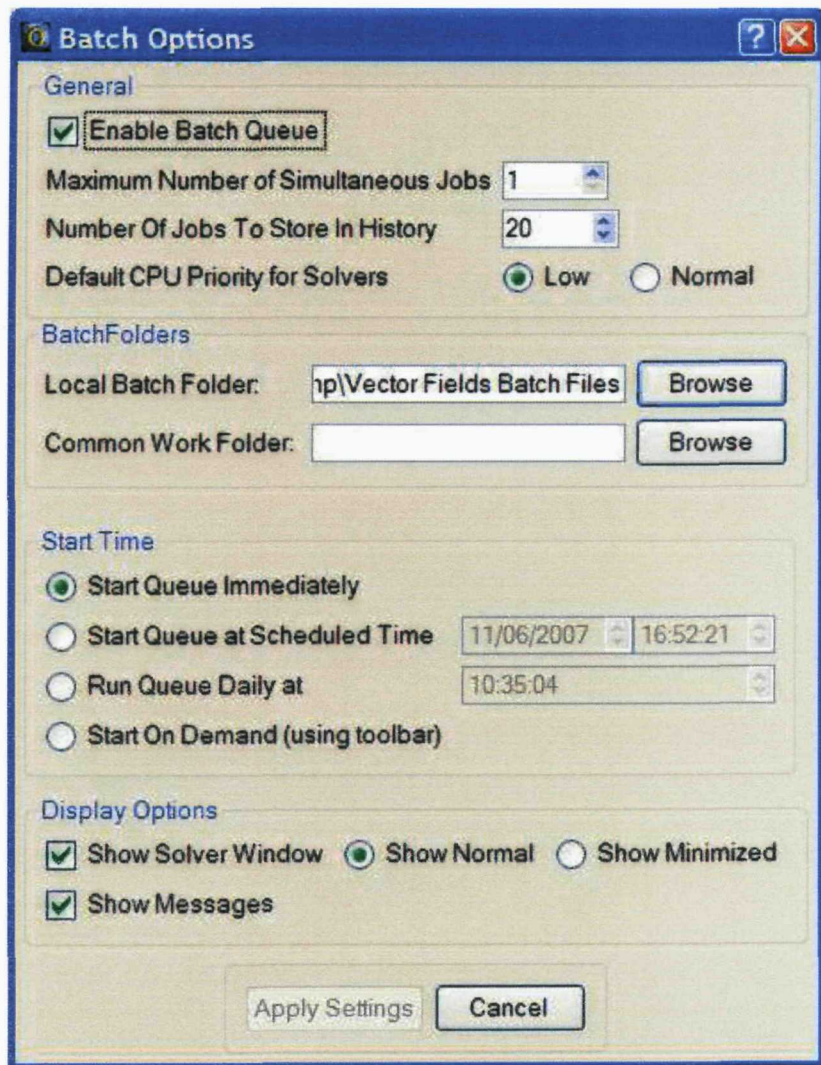 Batch Options
General
Enable Batch Queue
Maximum Number of Simultaneous Jobs 1
Number Of Jobs To Store In History 20
Default CPU Priority for Solvers Low Normal
BatchFolders
Local Batch Folder: np\Vector Fields Batch Files Browse
Common Work Folder: Browse
Start Time
Start Queue Immediately
Start Queue at Scheduled Time 11/06/2007 16:52:21
Run Queue Daily at 10:35:04
Start On Demand (using toolbar)
Display Options
Show Solver Window Show Normal Show Minimized
Show Messages
Apply Settings Cancel